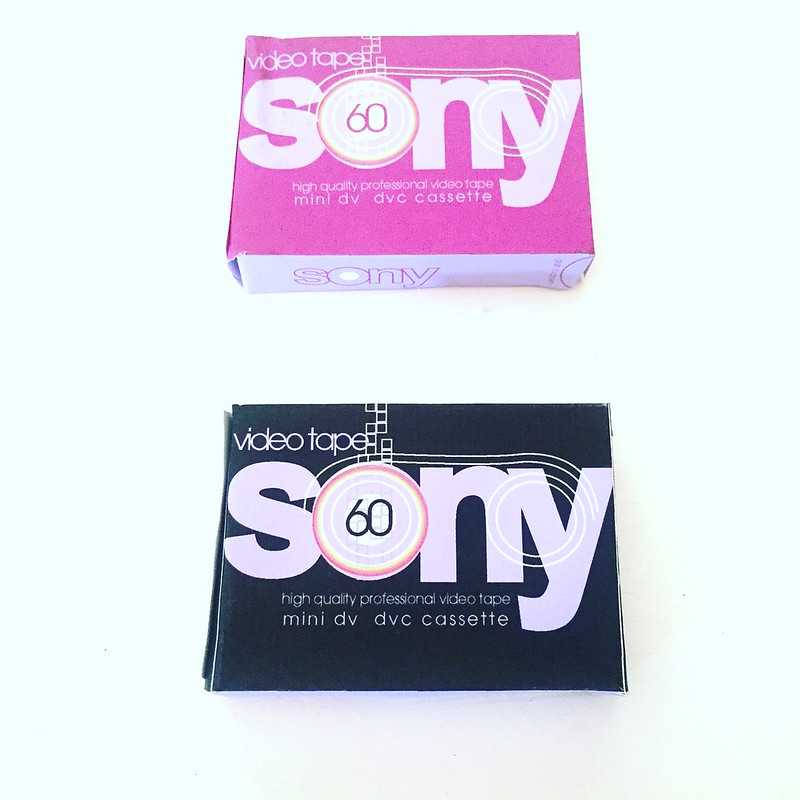 video tape
sony
60
high quality professional video tape
mini dv dvc cassette
sony
video tape
sony
60
high quality professional video tape
mini dv dvc cassette